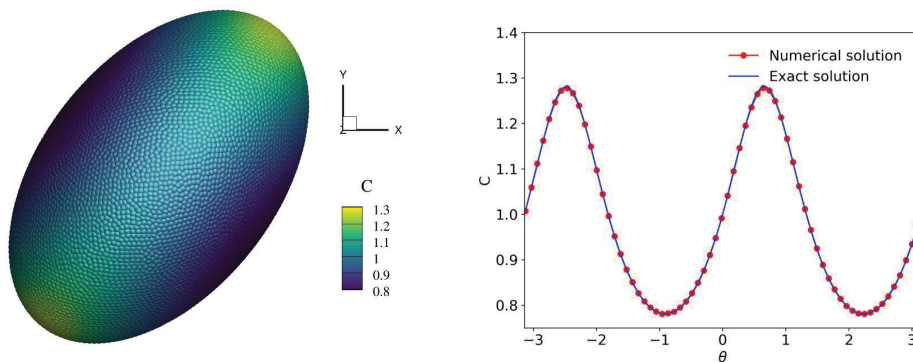 Y
Z
X
C
1.3
1.2
1.1
1
0.9
0.8
1.4
1.3
1.2
1.1
1.0
0.9
0.8
C
Numerical solution
Exact solution
-3 -2 -1 0 1 2 3
θ